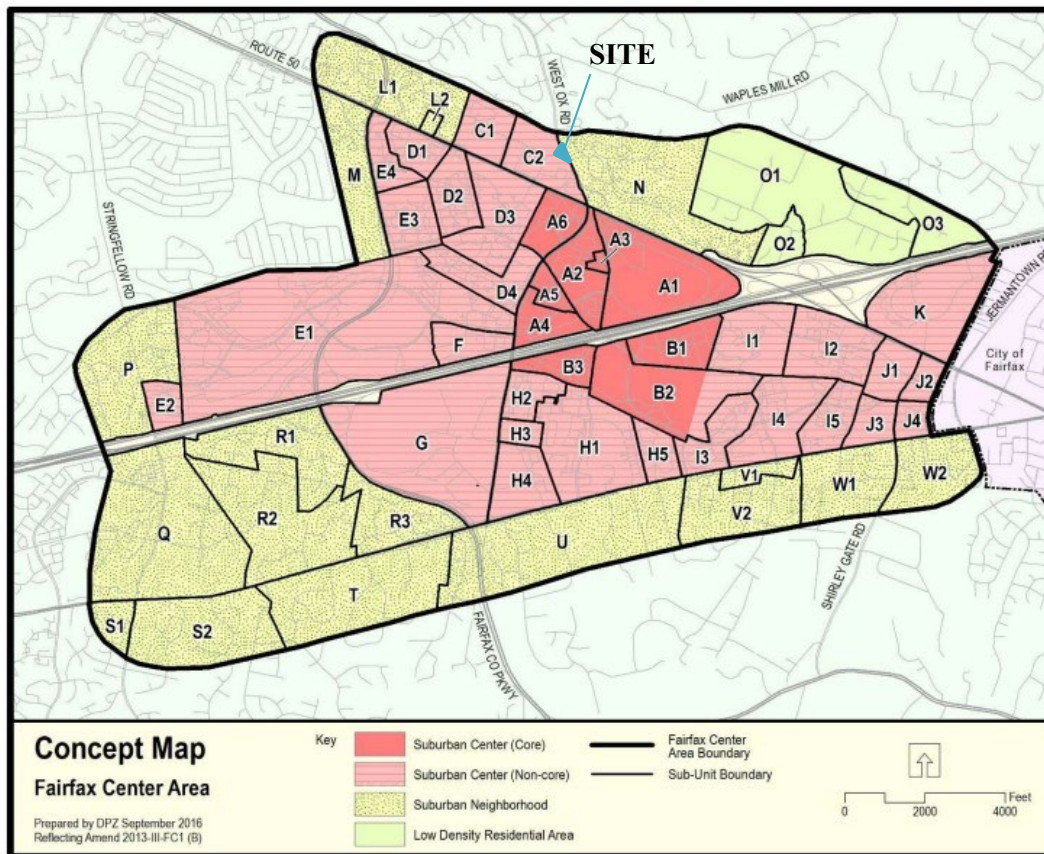 SITE
ROUTE 50
WEST OX RD
WAPLES MILL RD
L1
L2
C1
C2
D1
M
E4
N
O1
O3
D2
E3
D3
A6
A3
O2
STRINGFELLOW RD
A2
A1
JERMANTOWN RD
D4
A5
K
E1
A4
F
B1
I1
I2
City of
Fairfax
P
B3
J1
J2
E2
H2
B2
R1
G
H3
H1
H5
I3
I4
I5
J3
J4
H4
V1
W1
W2
Q
R2
R3
U
V2
T
SHIRLEY GATE RD
S1
S2
FAIRFAX CO PKWY
Concept Map
Fairfax Center Area
Prepared by DPZ September 2016
Reflecting Amend 2013-III-FC1 (B)
Key
Suburban Center (Core)
Suburban Center (Non-core)
Suburban Neighborhood
Low Density Residential Area
Fairfax Center
Area Boundary
Sub-Unit Boundary
Feet
0 2000 4000